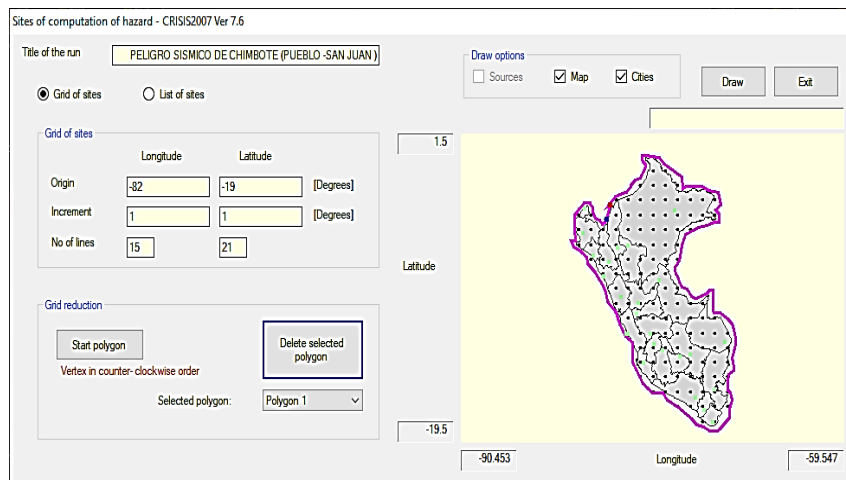 Sites of computation of hazard - CRISIS2007 Ver 7.6
Title of the run
PELIGRO SISMICO DE CHIMBOTE (PUEBLO -SAN JUAN )
Grid of sites
List of sites
Draw options
Sources
Map
Cities
Draw
Exit
Grid of sites
Longitude Latitude
Origin -82 -19 [Degrees]
Increment 1 1 [Degrees]
No of lines 15 21
Grid reduction
Start polygon
Delete selected
polygon
Vertex in counter- clockwise order
Selected polygon: Polygon 1
1.5
Latitude
-19.5
-90.453 Longitude -59.547